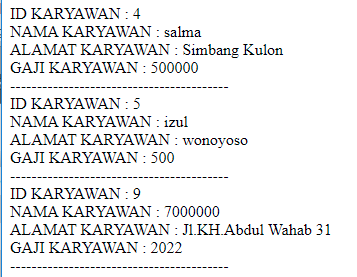 ID KARYAWAN : 4
NAMA KARYAWAN : salma
ALAMAT KARYAWAN : Simbang Kulon
GAJI KARYAWAN : 500000
----------------------------------------
ID KARYAWAN : 5
NAMA KARYAWAN : izul
ALAMAT KARYAWAN : wonoyoso
GAJI KARYAWAN : 500
----------------------------------------
ID KARYAWAN : 9
NAMA KARYAWAN : 7000000
ALAMAT KARYAWAN : Jl.KH.Abdul Wahab 31
GAJI KARYAWAN : 2022
----------------------------------------